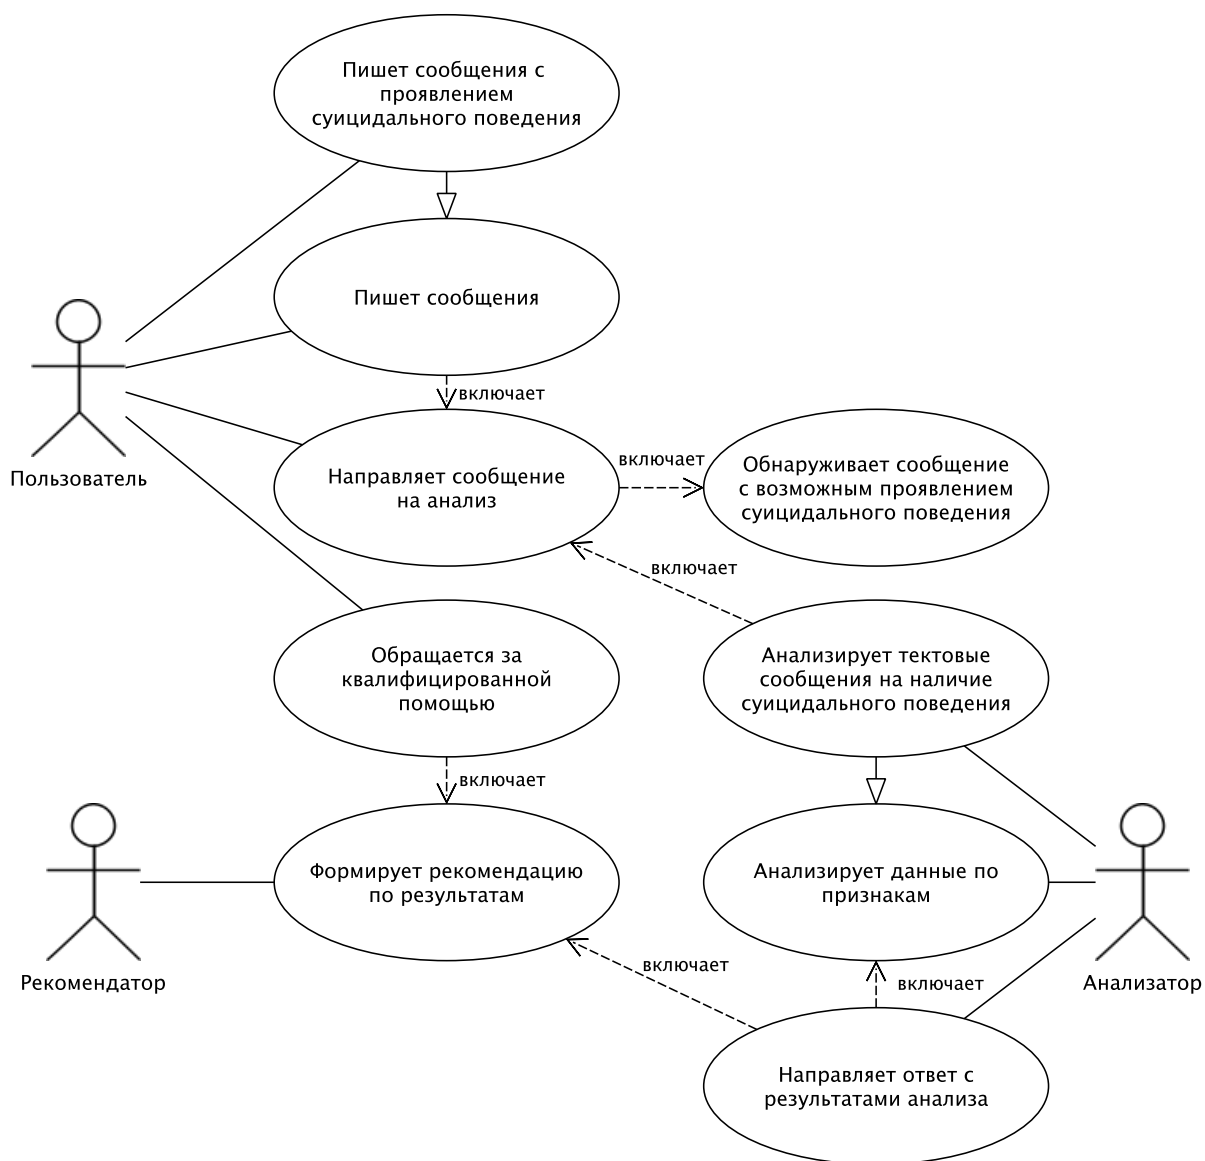 Пишет сообщения с
проявлением
суицидального поведения
Пишет сообщения
включает
Пользователь
Направляет сообщение
на анализ
включает
Обнаруживает сообщение
с возможным проявлением
суицидального поведения
включает
Обращается за
квалифицированной
помощью
Анализирует тектовые
сообщения на наличие
суицидального поведения
включает
Формирует рекомендацию
по результатам
Анализирует данные по
признакам
Рекомендатор
включает
включает
Анализатор
Направляет ответ с
результатами анализа